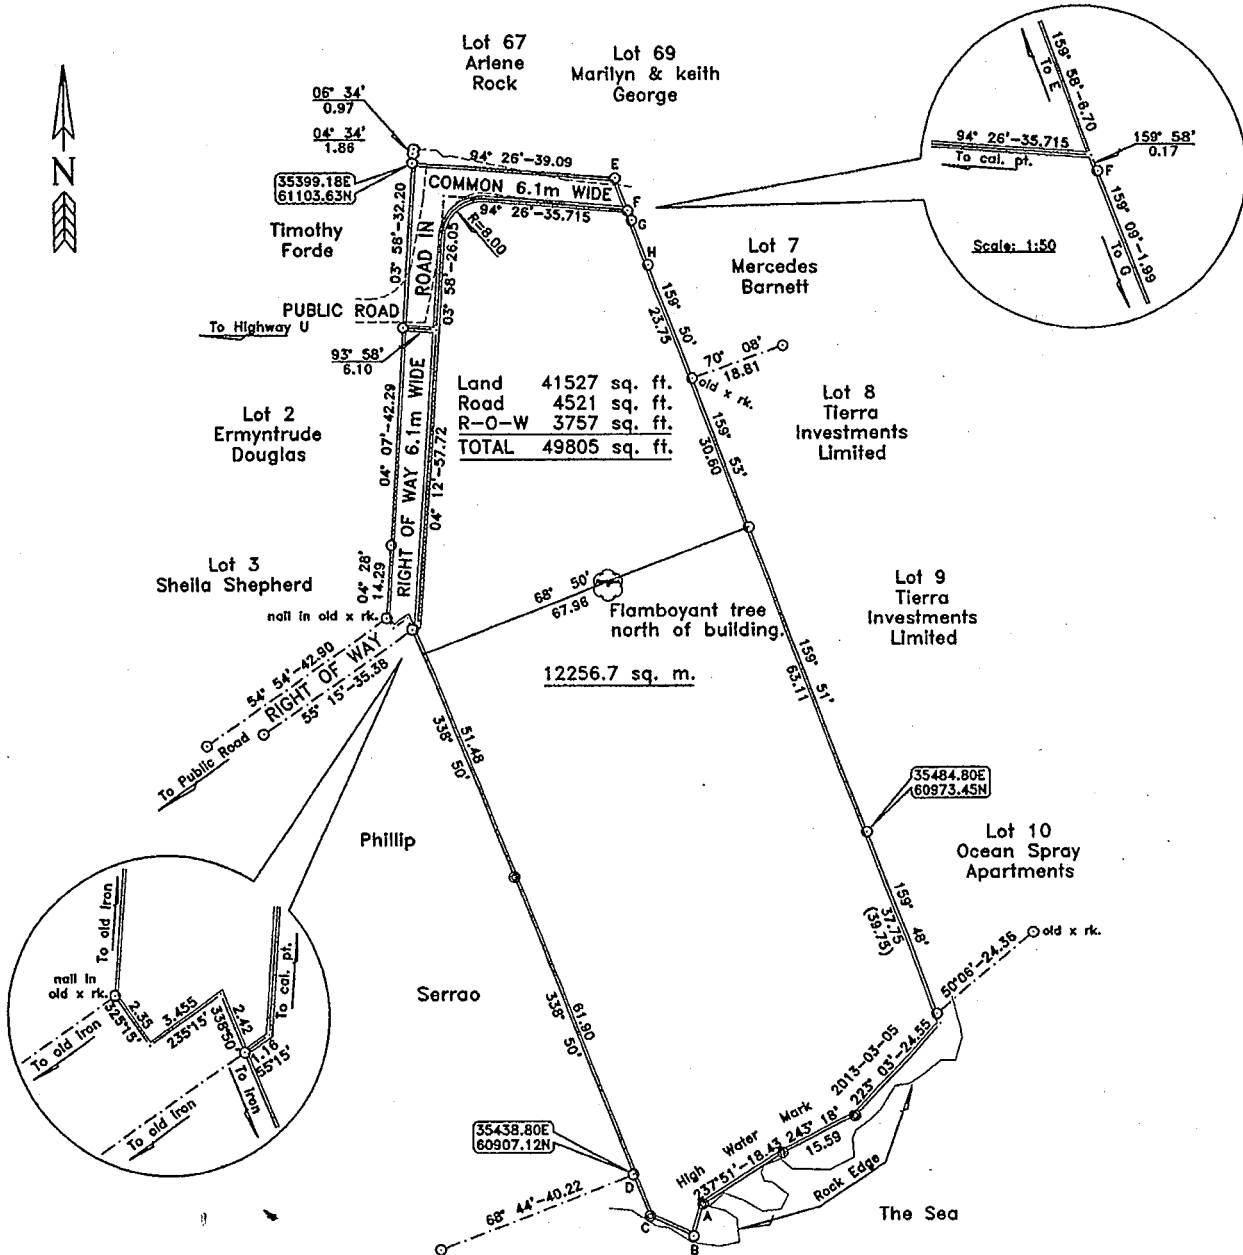 Lot 67
Arlene
Rock
Lot 69
Marilyn & keith
George
N
06° 34'
0.97
04° 34'
1.86
35399.18E
61103.63N
94° 26'-39.09
E
COMMON 6.1m WIDE
F
G
94° 26'-35.715
R=8.00
H
Timothy
Forde
03° 58'-32.20
ROAD IN
03° 58'-26.05
PUBLIC ROAD
To Highway U
93° 58'
6.10
159° 58'-6.70
To E
94° 26'-35.715
To cal. pt.
159° 58'
0.17
F
159° 09'-1.99
To G
Scale: 1:50
Lot 7
Mercedes
Barnett
159° 50'
23.75
70° 08'
18.81
old x rk.
Land 41527 sq. ft.
Road 4521 sq. ft.
R-O-W 3757 sq. ft.
TOTAL 49805 sq. ft.
Lot 8
Tierra
Investments
Limited
159° 53'
30.60
Lot 2
Ermyntrude
Douglas
04° 07'-42.29
RIGHT OF WAY 6.1m WIDE
04° 12'-57.72
Lot 3
Sheila Shepherd
04° 28'
14.29
nail in old x rk.
68° 50'
67.98
Flamboyant tree
north of building.
12256.7 sq. m.
Lot 9
Tierra
Investments
Limited
159° 51'
63.11
54° 54'-42.90
RIGHT OF WAY
55° 15'-35.38
To Public Road
51.48
338° 50'
35484.80E
60973.45N
Phillip
Lot 10
Ocean Spray
Apartments
159° 48'
37.75
(39.75)
old x rk.
50°06'-24.36
To old Iron
nail in
old x rk.
2.35
325°15'
3.455
235°15'
2.42
338°50'
To cal. pt.
1.16
55°15'
To old Iron
To old Iron
To Iron
Serrao
61.90
338° 50'
High Water Mark 2013-03-05
223° 03'-24.55
243° 18'
15.59
237°51'-18.43
Rock Edge
35438.80E
60907.12N
D
68° 44'-40.22
C
B
A
The Sea